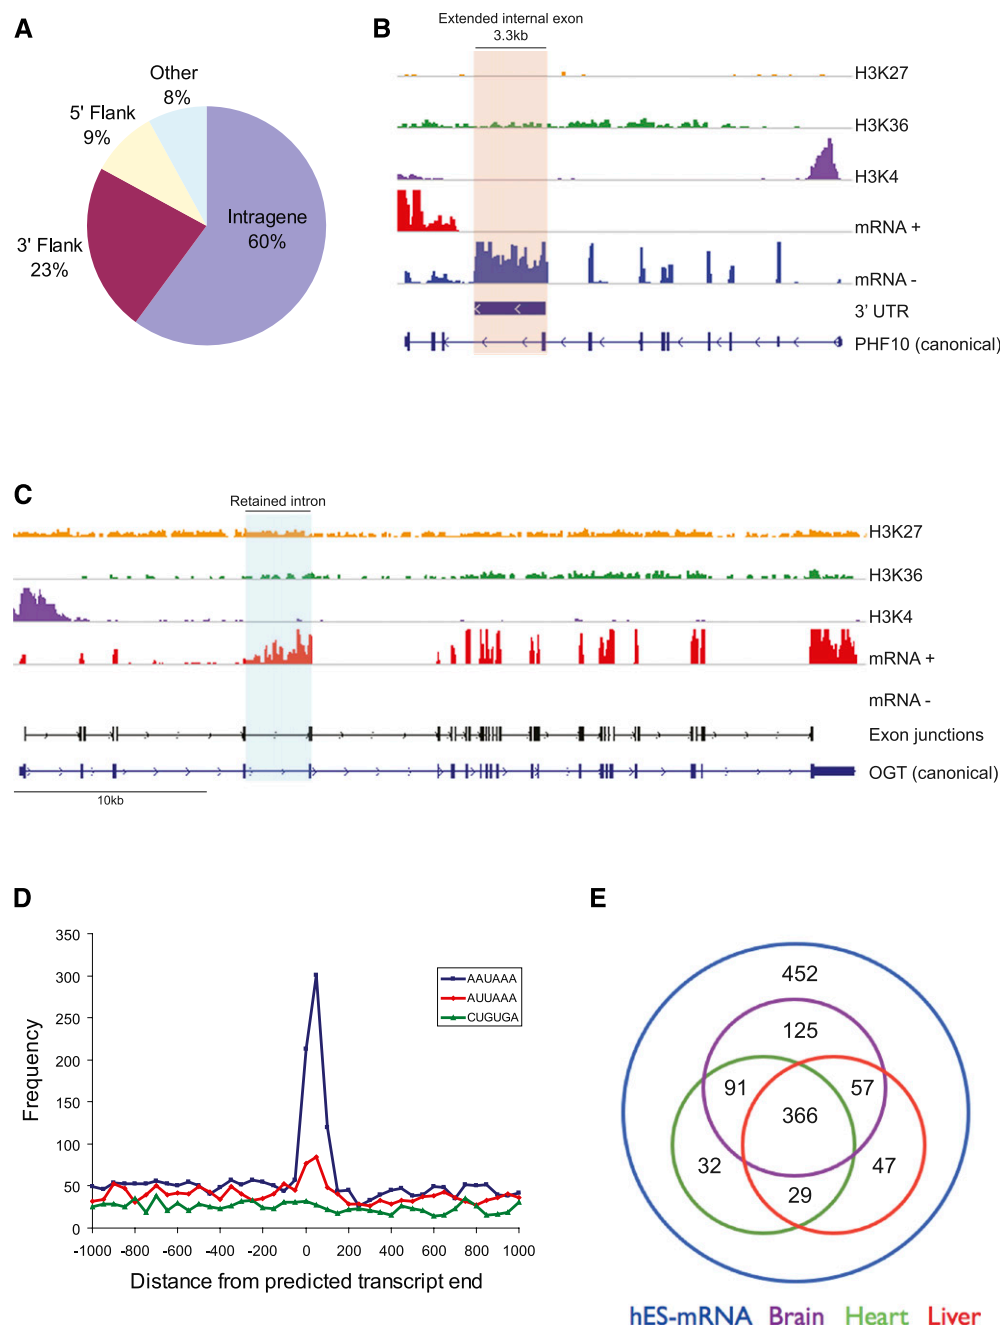 A
Other
8%
5' Flank
9%
3' Flank
23%
Intragene
60%
B
Extended internal exon
3.3kb
H3K27
H3K36
H3K4
mRNA +
mRNA -
3' UTR
PHF10 (canonical)
C
Retained intron
H3K27
H3K36
H3K4
mRNA +
mRNA -
Exon junctions
OGT (canonical)
10kb
D
350
300
250
200
150
100
50
0
Frequency
AAUAAA
AUUAAA
CUGUGA
-1000 -800 -600 -400 -200 0 200 400 600 800 1000
Distance from predicted transcript end
E
452
125
91
57
366
32
47
29
hES-mRNA Brain Heart Liver